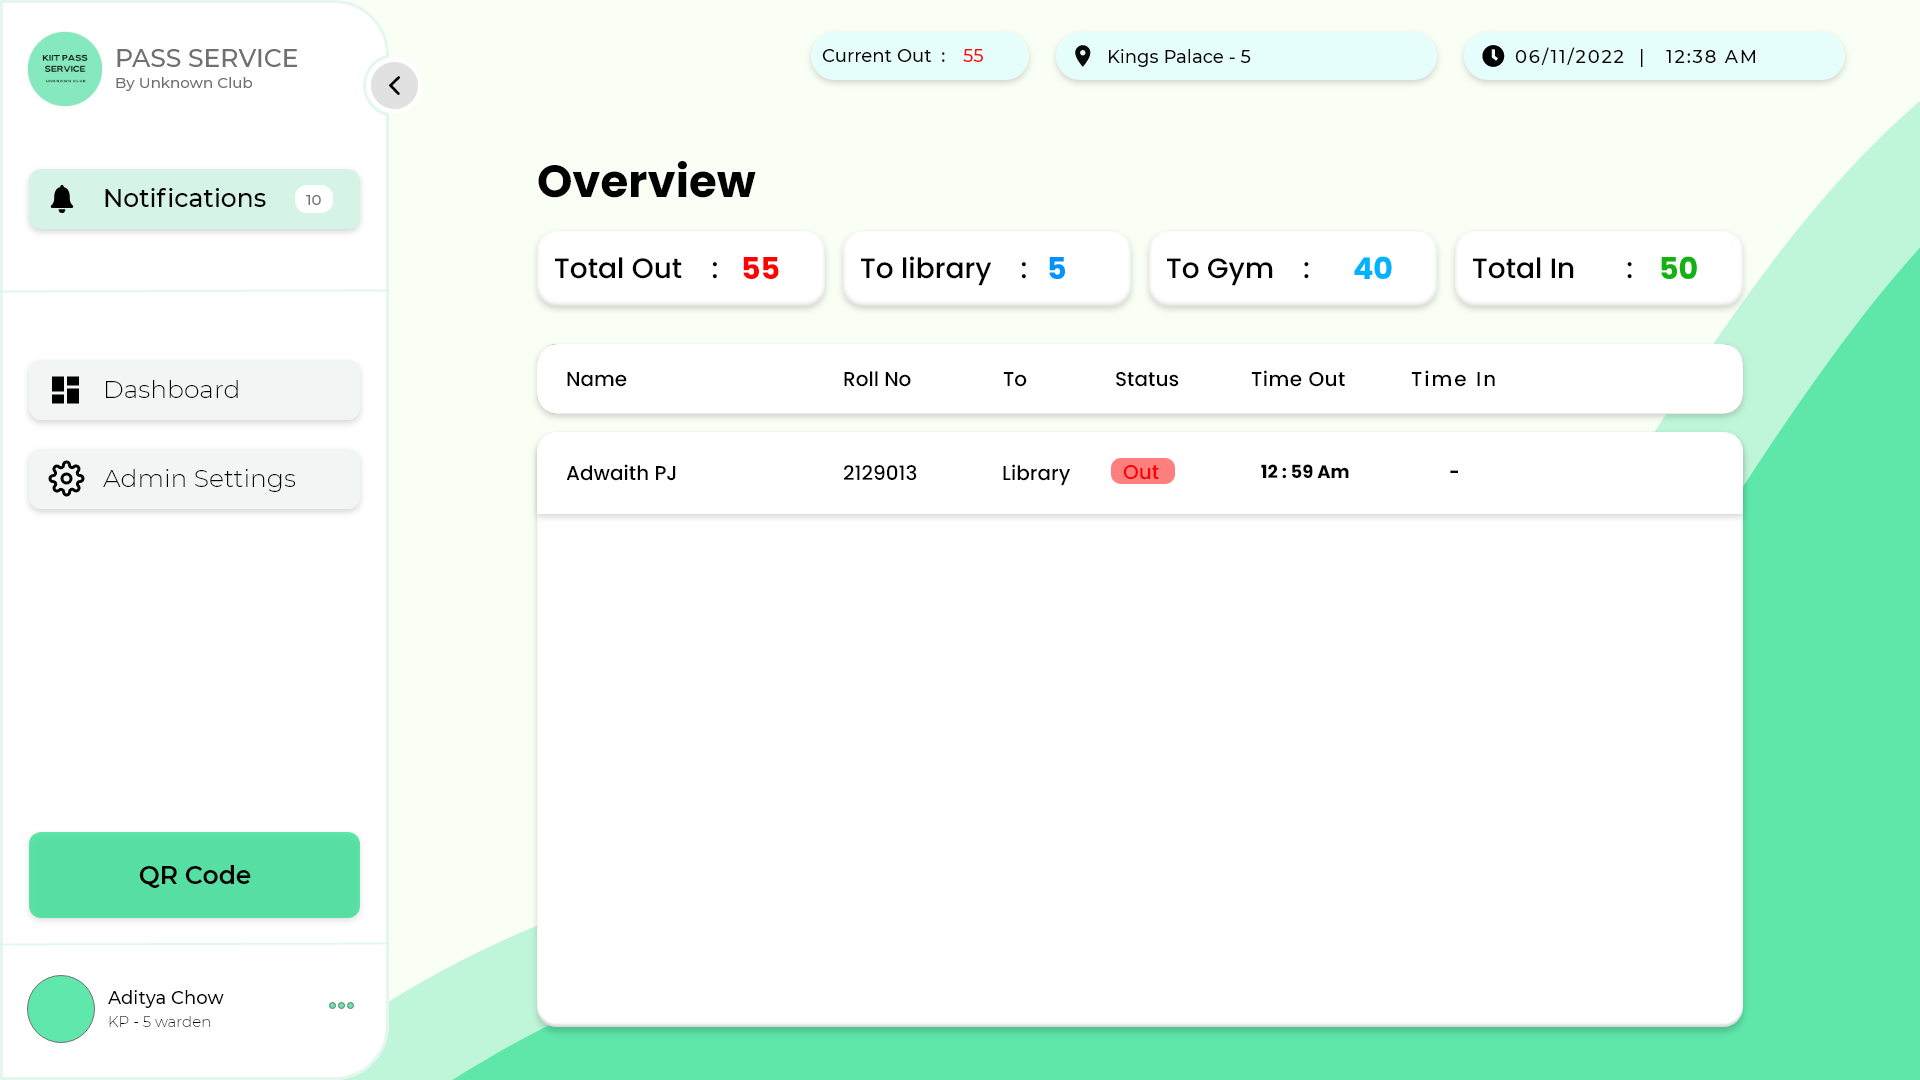 KIIT PASS
SERVICE
UNKNOWN CLUB
PASS SERVICE
By Unknown Club
Current Out : 55
Kings Palace - 5
06/11/2022 | 12:38 AM
Notifications 10
Overview
Total Out : 55
To library : 5
To Gym : 40
Total In : 50
Name Roll No To Status Time Out Time In
Dashboard
Adwaith PJ 2129013 Library Out 12 : 59 Am -
Admin Settings
QR Code
Aditya Chow
KP - 5 warden